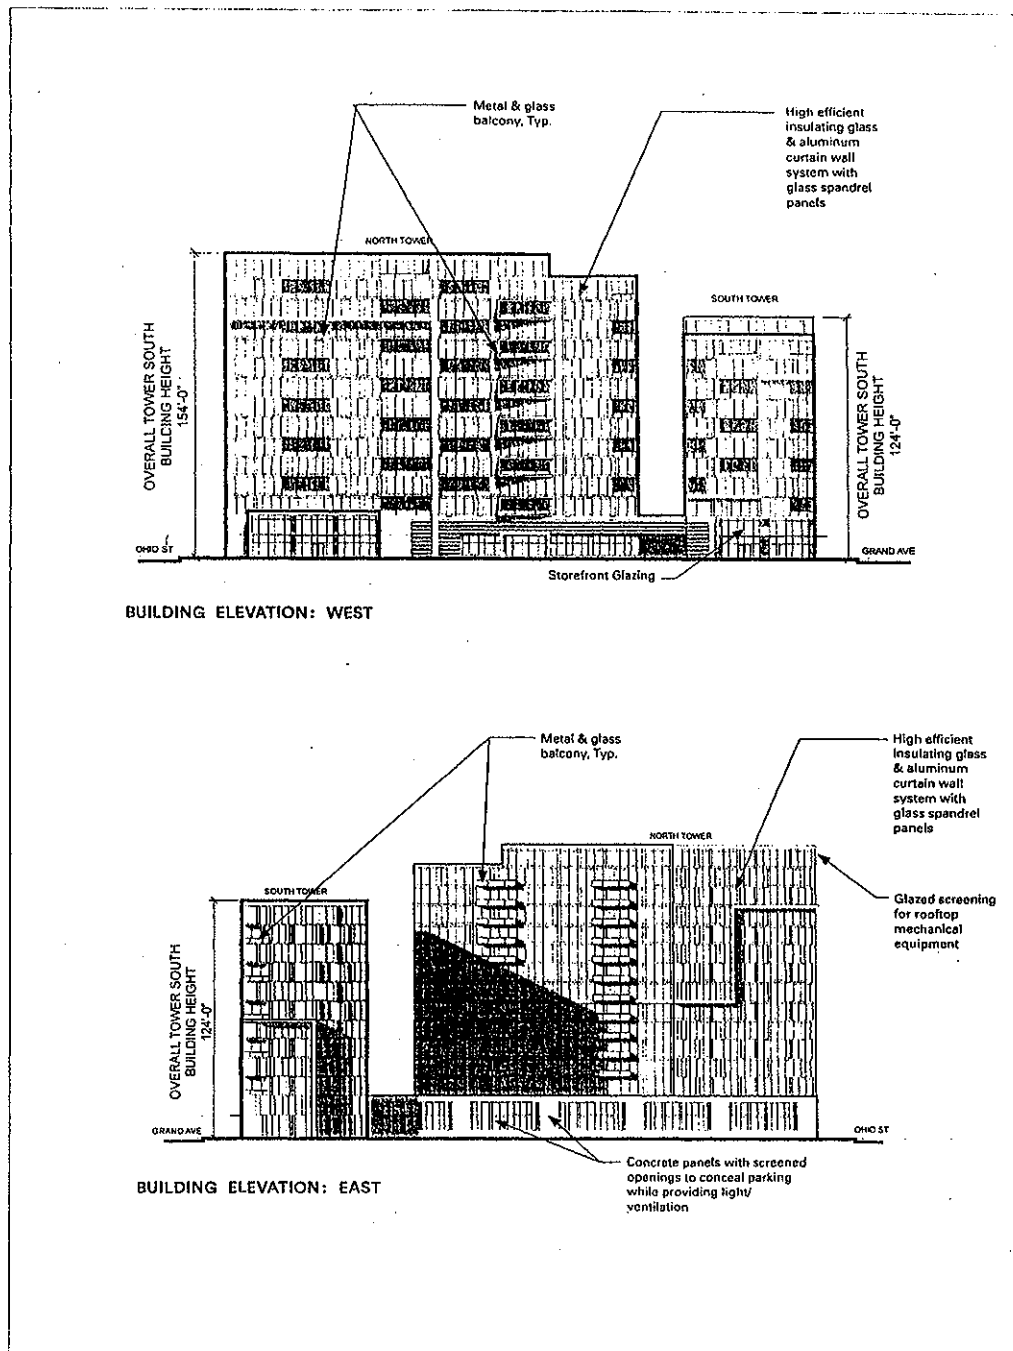 Metal & glass
balcony, Typ.
High efficient
insulating glass
& aluminum
curtain wall
system with
glass spandrel
panels
NORTH TOWER
SOUTH TOWER
OVERALL TOWER SOUTH
BUILDING HEIGHT
154'-0"
OVERALL TOWER SOUTH
BUILDING HEIGHT
124'-0"
OHIO ST
GRAND AVE
Storefront Glazing
BUILDING ELEVATION: WEST
Metal & glass
balcony, Typ.
High efficient
insulating glass
& aluminum
curtain wall
system with
glass spandrel
panels
NORTH TOWER
SOUTH TOWER
Glazed screening
for rooftop
mechanical
equipment
OVERALL TOWER SOUTH
BUILDING HEIGHT
124'-0"
GRAND AVE
OHIO ST
Concrete panels with screened
openings to conceal parking
while providing light/
ventilation
BUILDING ELEVATION: EAST